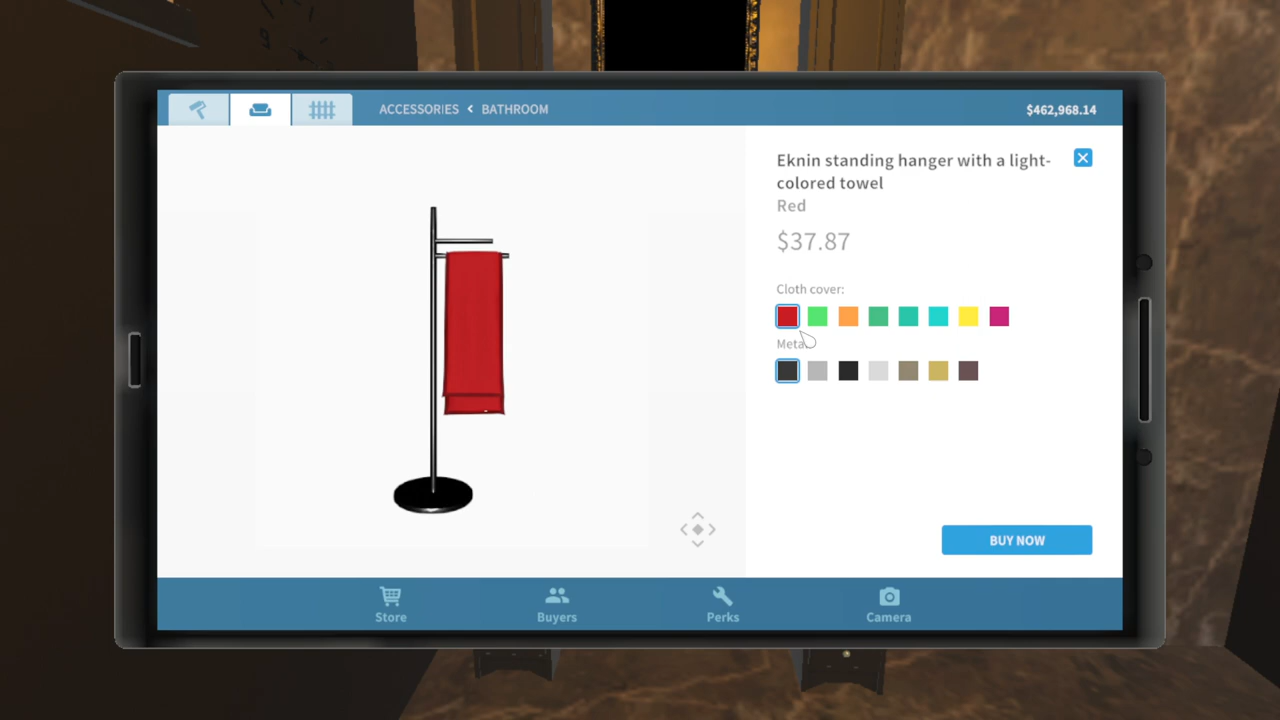 ACCESSORIES < BATHROOM
$462,968.14
Eknin standing hanger with a light-
colored towel
Red
$37.87
Cloth cover:
BUY NOW
Store
Buyers
Perks
Camera